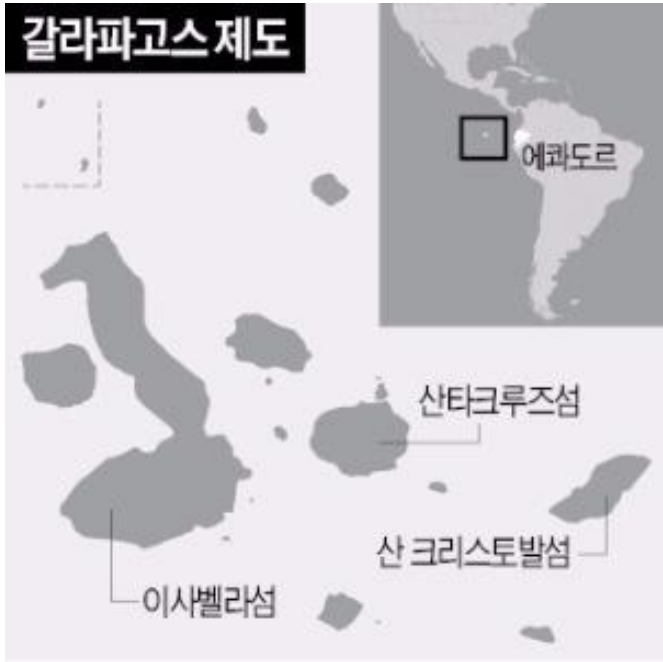 갈라파고스 제도
에콰도르
산타크루즈섬
산 크리스토발섬
이사벨라섬